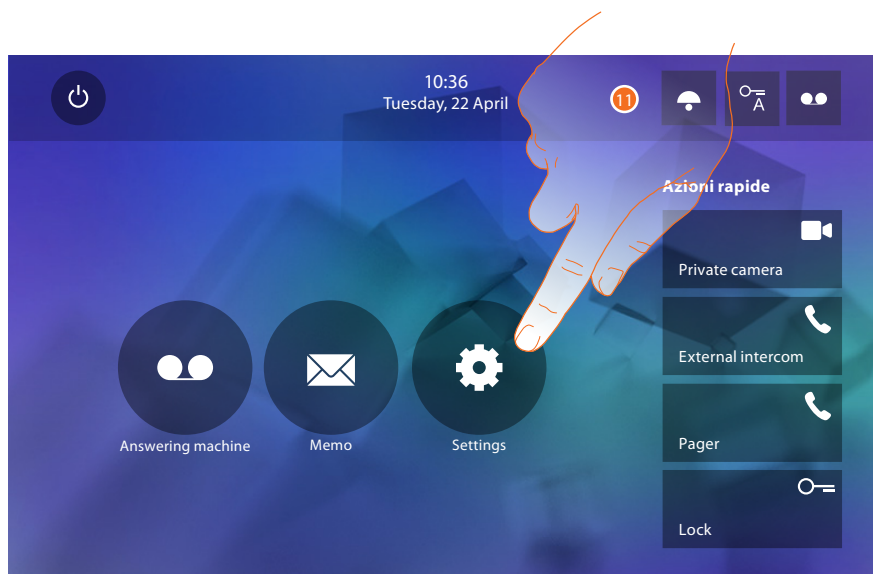 10:36
Tuesday, 22 April
11
A
Azioni rapide
Private camera
External intercom
Pager
Lock
Answering machine
Memo
Settings